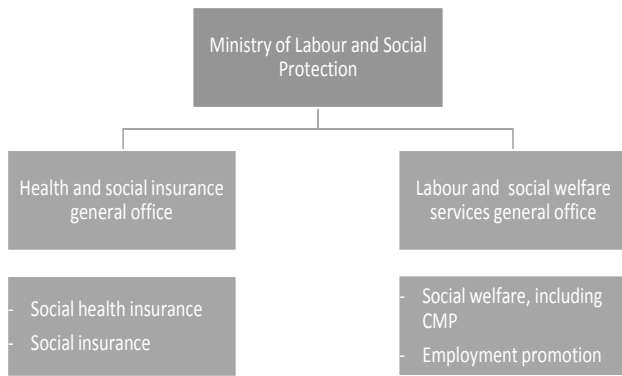 Ministry of Labour and Social
Protection
Health and social insurance
general office
Labour and social welfare
services general office
- Social health insurance
- Social insurance
- Social welfare, including
CMP
- Employment promotion